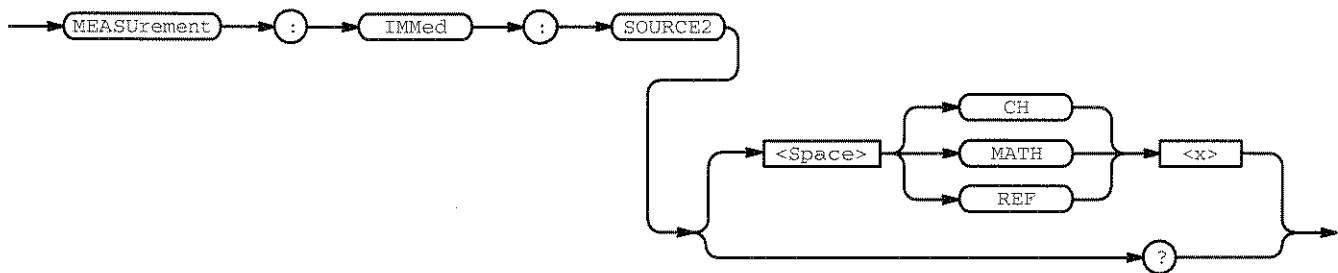 MEASUrement : IMMed : SOURCE2
CH
<Space> MATH <x>
REF
?